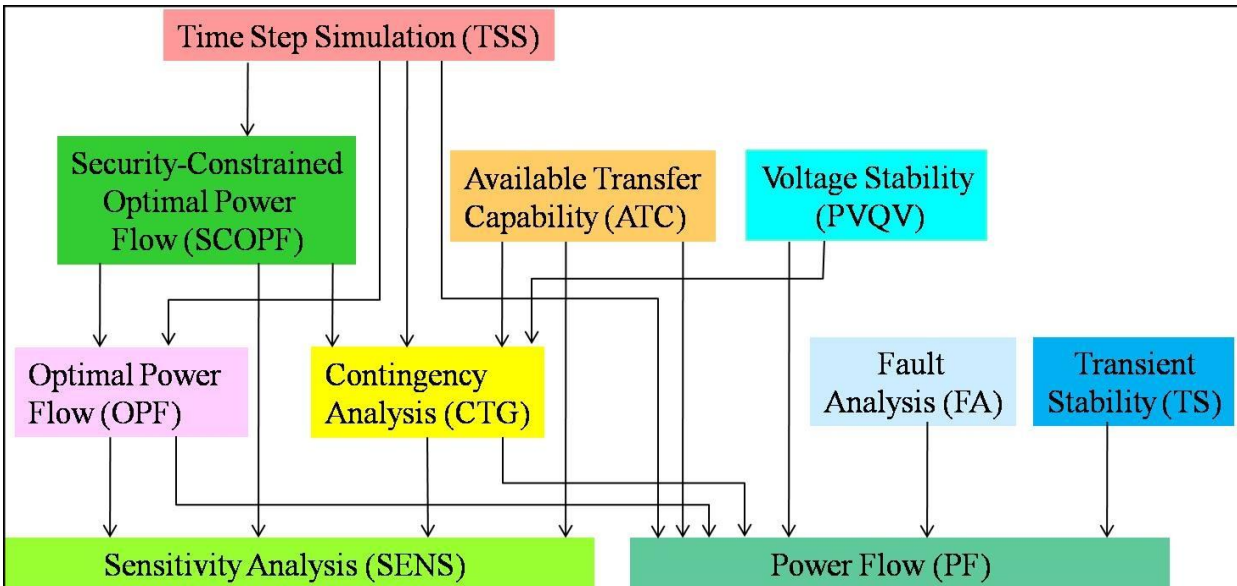 Time Step Simulation (TSS)
Security-Constrained
Optimal Power
Flow (SCOPF)
Available Transfer
Capability (ATC)
Voltage Stability
(PVQV)
Optimal Power
Flow (OPF)
Contingency
Analysis (CTG)
Fault
Analysis (FA)
Transient
Stability (TS)
Sensitivity Analysis (SENS)
Power Flow (PF)